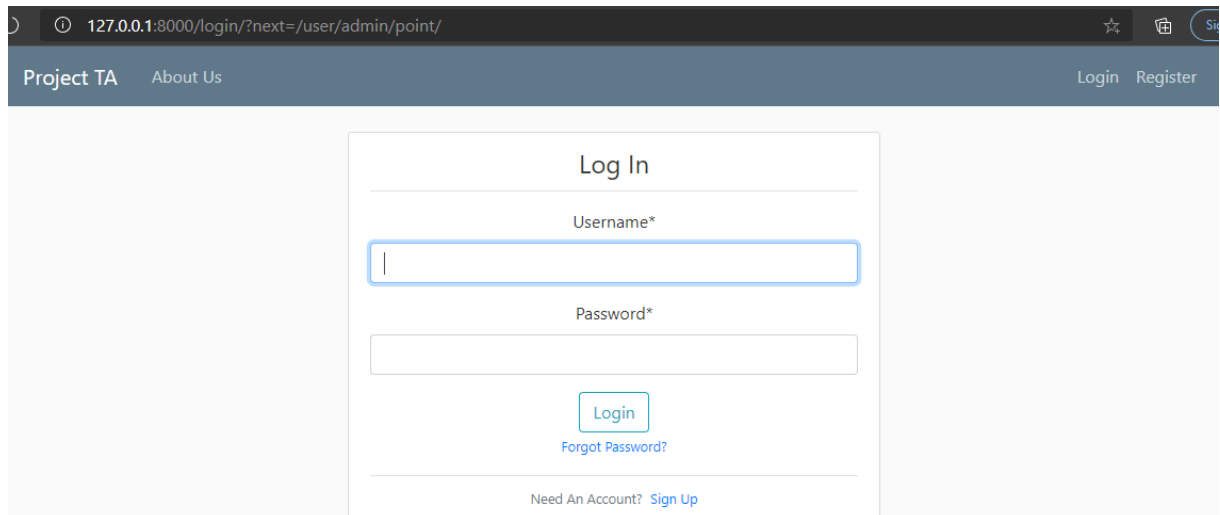 127.0.0.1:8000/login/?next=/user/admin/point/
Project TA About Us Login Register
Log In
Username*
Password*
Login
Forgot Password?
Need An Account? Sign Up